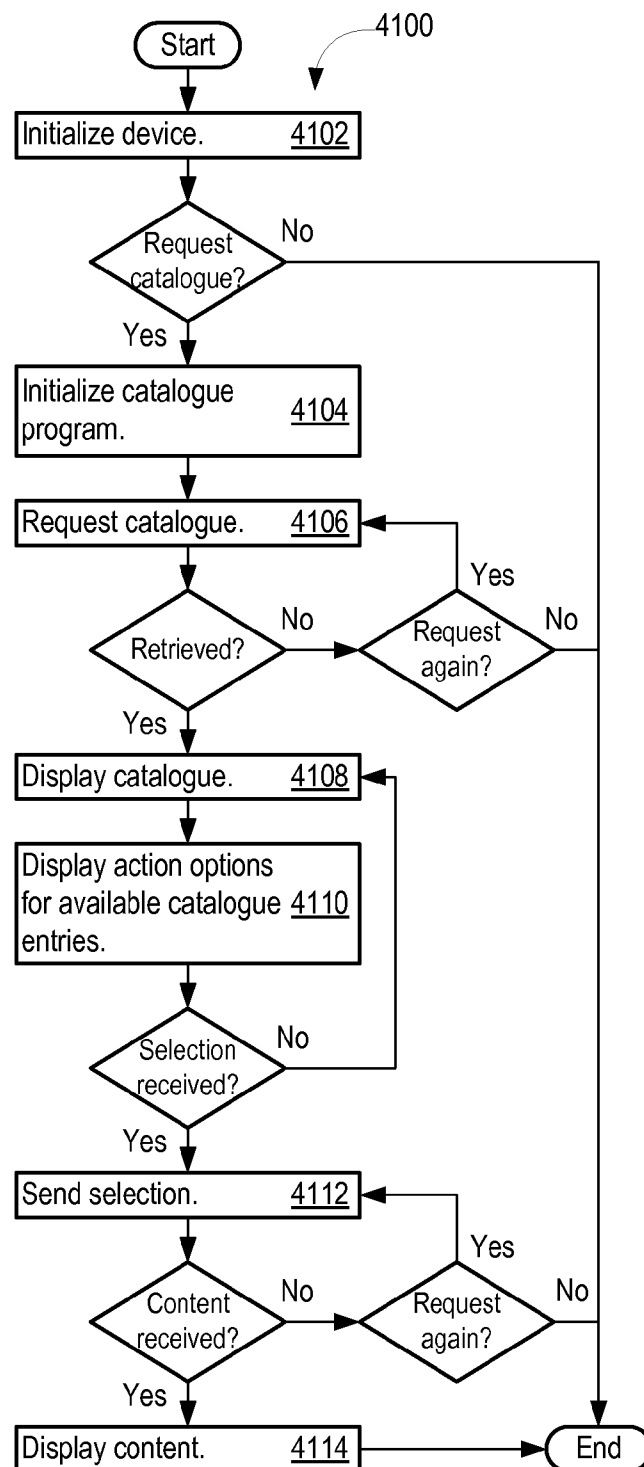 Start
4100
Initialize device. 4102
Request
catalogue?
No
Yes
Initialize catalogue
program.
4104
Request catalogue. 4106
Yes
Retrieved?
No
Request
again?
No
Yes
Display catalogue. 4108
Display action options
for available catalogue 4110
entries.
Selection
received?
No
Yes
Send selection. 4112
Yes
Content
received?
No
Request
again?
No
Yes
Display content. 4114
End